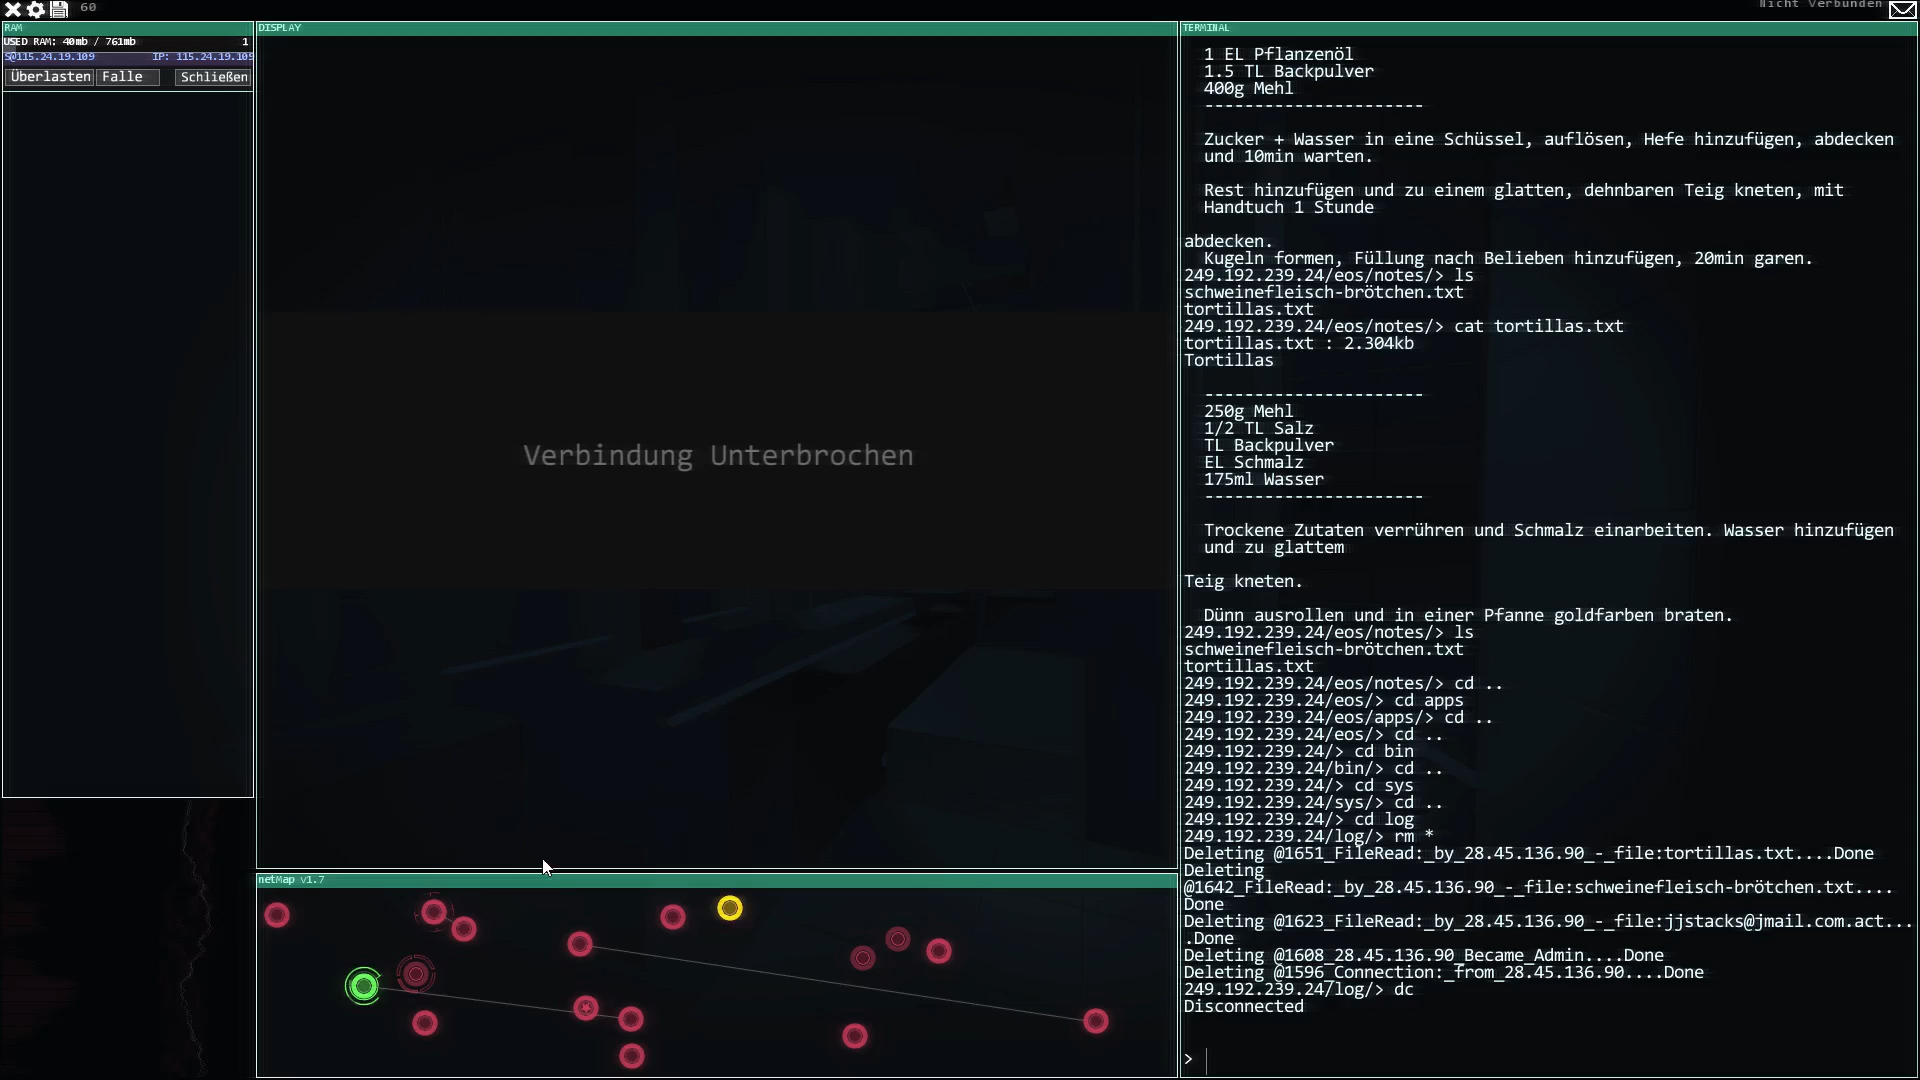 60
Nicht Verbunden
RAM
USED RAM: 40mb / 761mb 1
S@115.24.19.109 IP: 115.24.19.109
Überlasten Falle Schließen
DISPLAY
Verbindung Unterbrochen
netMap v1.7
TERMINAL
1 EL Pflanzenöl
1.5 TL Backpulver
400g Mehl
----------------------
Zucker + Wasser in eine Schüssel, auflösen, Hefe hinzufügen, abdecken
und 10min warten.
Rest hinzufügen und zu einem glatten, dehnbaren Teig kneten, mit
Handtuch 1 Stunde
abdecken.
Kugeln formen, Füllung nach Belieben hinzufügen, 20min garen.
249.192.239.24/eos/notes/> ls
schweinefleisch-brötchen.txt
tortillas.txt
249.192.239.24/eos/notes/> cat tortillas.txt
tortillas.txt : 2.304kb
Tortillas
----------------------
250g Mehl
1/2 TL Salz
TL Backpulver
EL Schmalz
175ml Wasser
----------------------
Trockene Zutaten verrühren und Schmalz einarbeiten. Wasser hinzufügen
und zu glattem
Teig kneten.
Dünn ausrollen und in einer Pfanne goldfarben braten.
249.192.239.24/eos/notes/> ls
schweinefleisch-brötchen.txt
tortillas.txt
249.192.239.24/eos/notes/> cd ..
249.192.239.24/eos/> cd apps
249.192.239.24/eos/apps/> cd ..
249.192.239.24/eos/> cd ..
249.192.239.24/> cd bin
249.192.239.24/bin/> cd ..
249.192.239.24/> cd sys
249.192.239.24/sys/> cd ..
249.192.239.24/> cd log
249.192.239.24/log/> rm *
Deleting @1651_FileRead:_by_28.45.136.90_-_file:tortillas.txt....Done
Deleting
@1642_FileRead:_by_28.45.136.90_-_file:schweinefleisch-brötchen.txt....
Done
Deleting @1623_FileRead:_by_28.45.136.90_-_file:jjstacks@jmail.com.act...
.Done
Deleting @1608_28.45.136.90_Became_Admin....Done
Deleting @1596_Connection:_from_28.45.136.90....Done
249.192.239.24/log/> dc
Disconnected
>